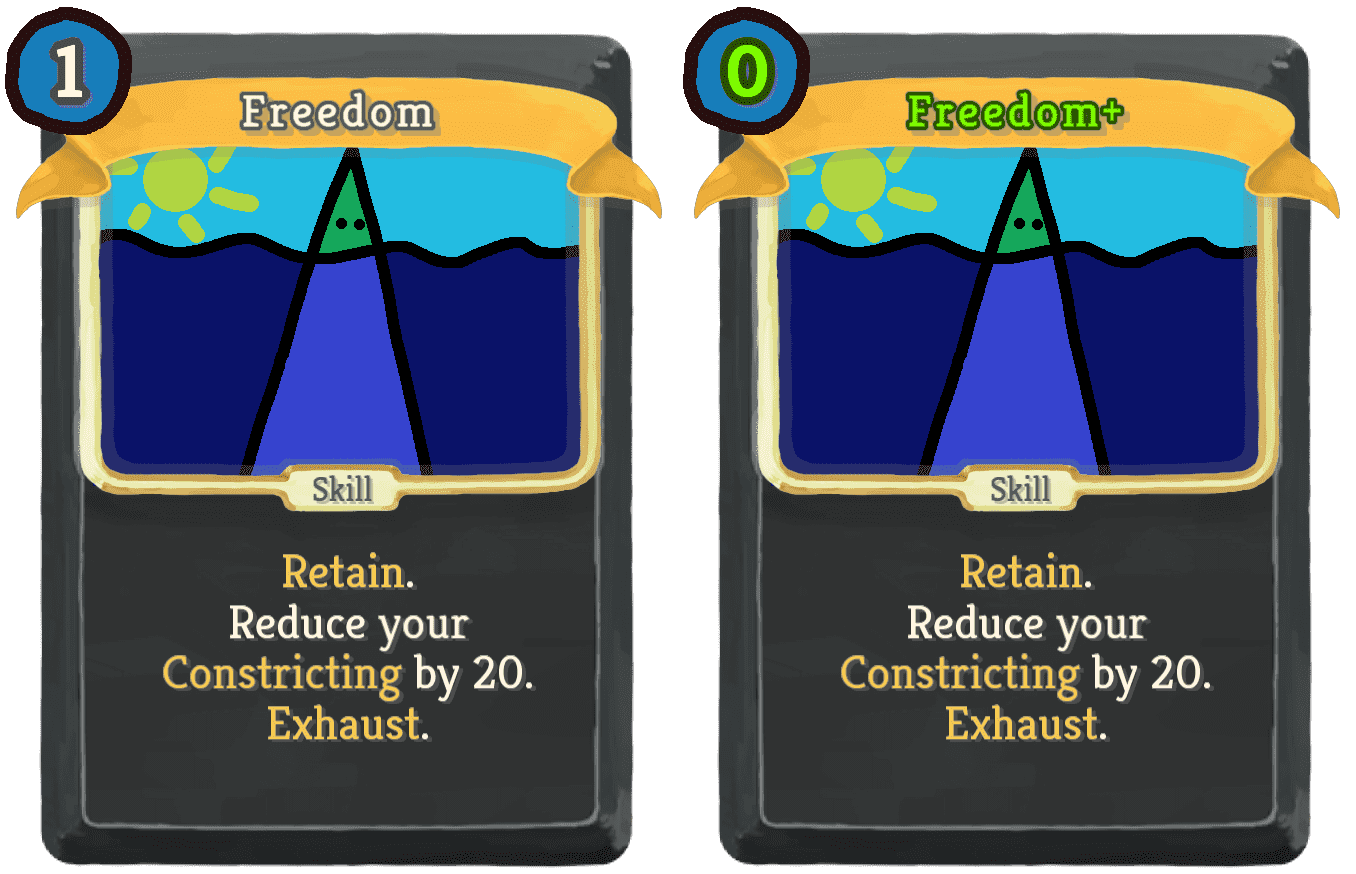 1
Freedom
Skill
Retain.
Reduce your
Constricting by 20.
Exhaust.
0
Freedom+
Skill
Retain.
Reduce your
Constricting by 20.
Exhaust.